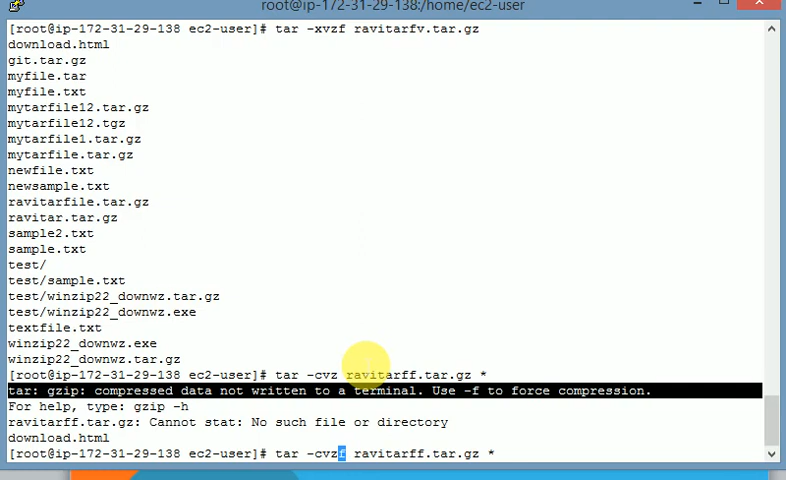 root@ip-172-31-29-138:/home/ec2-user
[root@ip-172-31-29-138 ec2-user]# tar -xvzf ravitarfv.tar.gz
download.html
git.tar.gz
myfile.tar
myfile.txt
mytarfile12.tar.gz
mytarfile12.tgz
mytarfile1.tar.gz
mytarfile.tar.gz
newfile.txt
newsample.txt
ravitarfile.tar.gz
ravitar.tar.gz
sample2.txt
sample.txt
test/
test/sample.txt
test/winzip22_downwz.tar.gz
test/winzip22_downwz.exe
textfile.txt
winzip22_downwz.exe
winzip22_downwz.tar.gz
[root@ip-172-31-29-138 ec2-user]# tar -cvz ravitarff.tar.gz *
tar: gzip: compressed data not written to a terminal. Use -f to force compression.
For help, type: gzip -h
ravitarff.tar.gz: Cannot stat: No such file or directory
download.html
[root@ip-172-31-29-138 ec2-user]# tar -cvzf ravitarff.tar.gz *